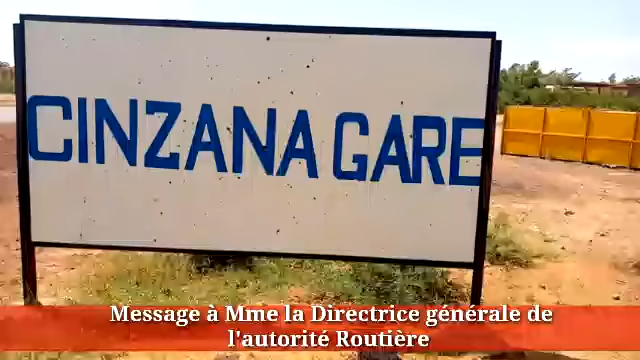 CINZANA GARE
Message à Mme la Directrice générale de
l'autorité Routière